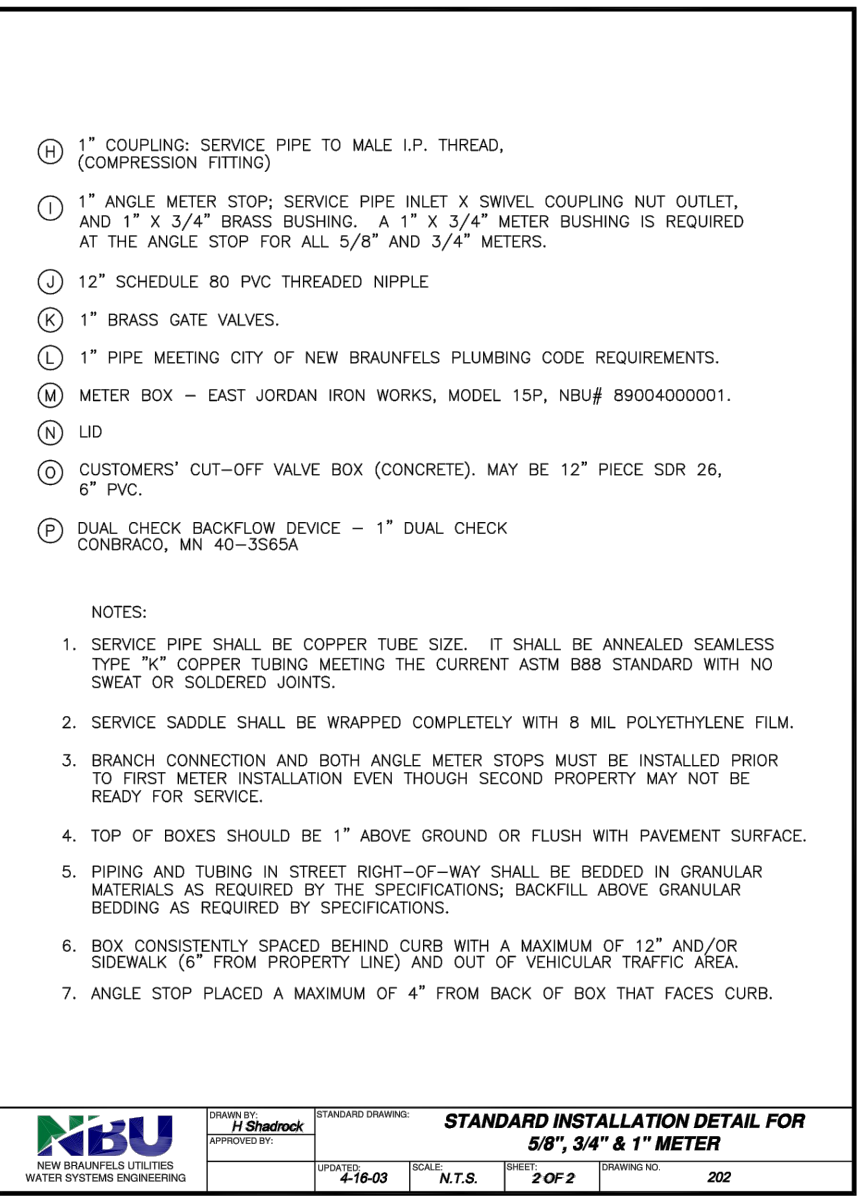 H 1" COUPLING: SERVICE PIPE TO MALE I.P. THREAD,
(COMPRESSION FITTING)
I 1" ANGLE METER STOP; SERVICE PIPE INLET X SWIVEL COUPLING NUT OUTLET,
AND 1" X 3/4" BRASS BUSHING. A 1" X 3/4" METER BUSHING IS REQUIRED
AT THE ANGLE STOP FOR ALL 5/8" AND 3/4" METERS.
J 12" SCHEDULE 80 PVC THREADED NIPPLE
K 1" BRASS GATE VALVES.
L 1" PIPE MEETING CITY OF NEW BRAUNFELS PLUMBING CODE REQUIREMENTS.
M METER BOX – EAST JORDAN IRON WORKS, MODEL 15P, NBU# 89004000001.
N LID
O CUSTOMERS' CUT–OFF VALVE BOX (CONCRETE). MAY BE 12" PIECE SDR 26,
6" PVC.
P DUAL CHECK BACKFLOW DEVICE – 1" DUAL CHECK
CONBRACO, MN 40–3S65A
NOTES:
1. SERVICE PIPE SHALL BE COPPER TUBE SIZE. IT SHALL BE ANNEALED SEAMLESS
TYPE "K" COPPER TUBING MEETING THE CURRENT ASTM B88 STANDARD WITH NO
SWEAT OR SOLDERED JOINTS.
2. SERVICE SADDLE SHALL BE WRAPPED COMPLETELY WITH 8 MIL POLYETHYLENE FILM.
3. BRANCH CONNECTION AND BOTH ANGLE METER STOPS MUST BE INSTALLED PRIOR
TO FIRST METER INSTALLATION EVEN THOUGH SECOND PROPERTY MAY NOT BE
READY FOR SERVICE.
4. TOP OF BOXES SHOULD BE 1" ABOVE GROUND OR FLUSH WITH PAVEMENT SURFACE.
5. PIPING AND TUBING IN STREET RIGHT–OF–WAY SHALL BE BEDDED IN GRANULAR
MATERIALS AS REQUIRED BY THE SPECIFICATIONS; BACKFILL ABOVE GRANULAR
BEDDING AS REQUIRED BY SPECIFICATIONS.
6. BOX CONSISTENTLY SPACED BEHIND CURB WITH A MAXIMUM OF 12" AND/OR
SIDEWALK (6" FROM PROPERTY LINE) AND OUT OF VEHICULAR TRAFFIC AREA.
7. ANGLE STOP PLACED A MAXIMUM OF 4" FROM BACK OF BOX THAT FACES CURB.
NBU
NEW BRAUNFELS UTILITIES
WATER SYSTEMS ENGINEERING
DRAWN BY:
H Shadrock
APPROVED BY:
STANDARD DRAWING:
STANDARD INSTALLATION DETAIL FOR
5/8", 3/4" & 1" METER
UPDATED:
4-16-03
SCALE:
N.T.S.
SHEET:
2 OF 2
DRAWING NO.
202